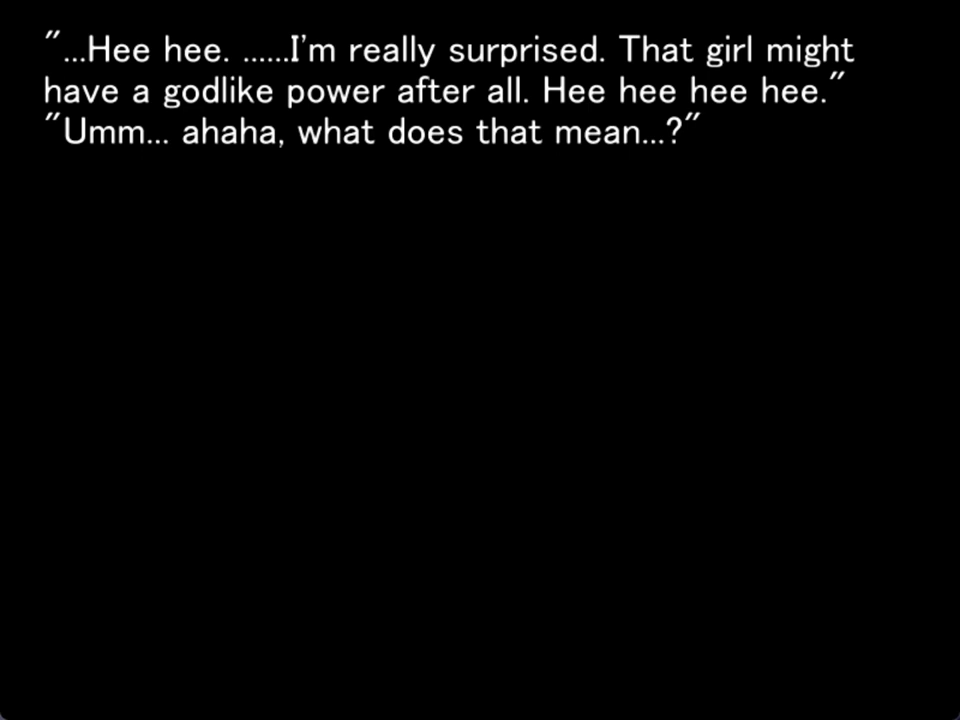 "...Hee hee. ......I'm really surprised. That girl might
have a godlike power after all. Hee hee hee hee."
"Umm... ahaha, what does that mean...?"